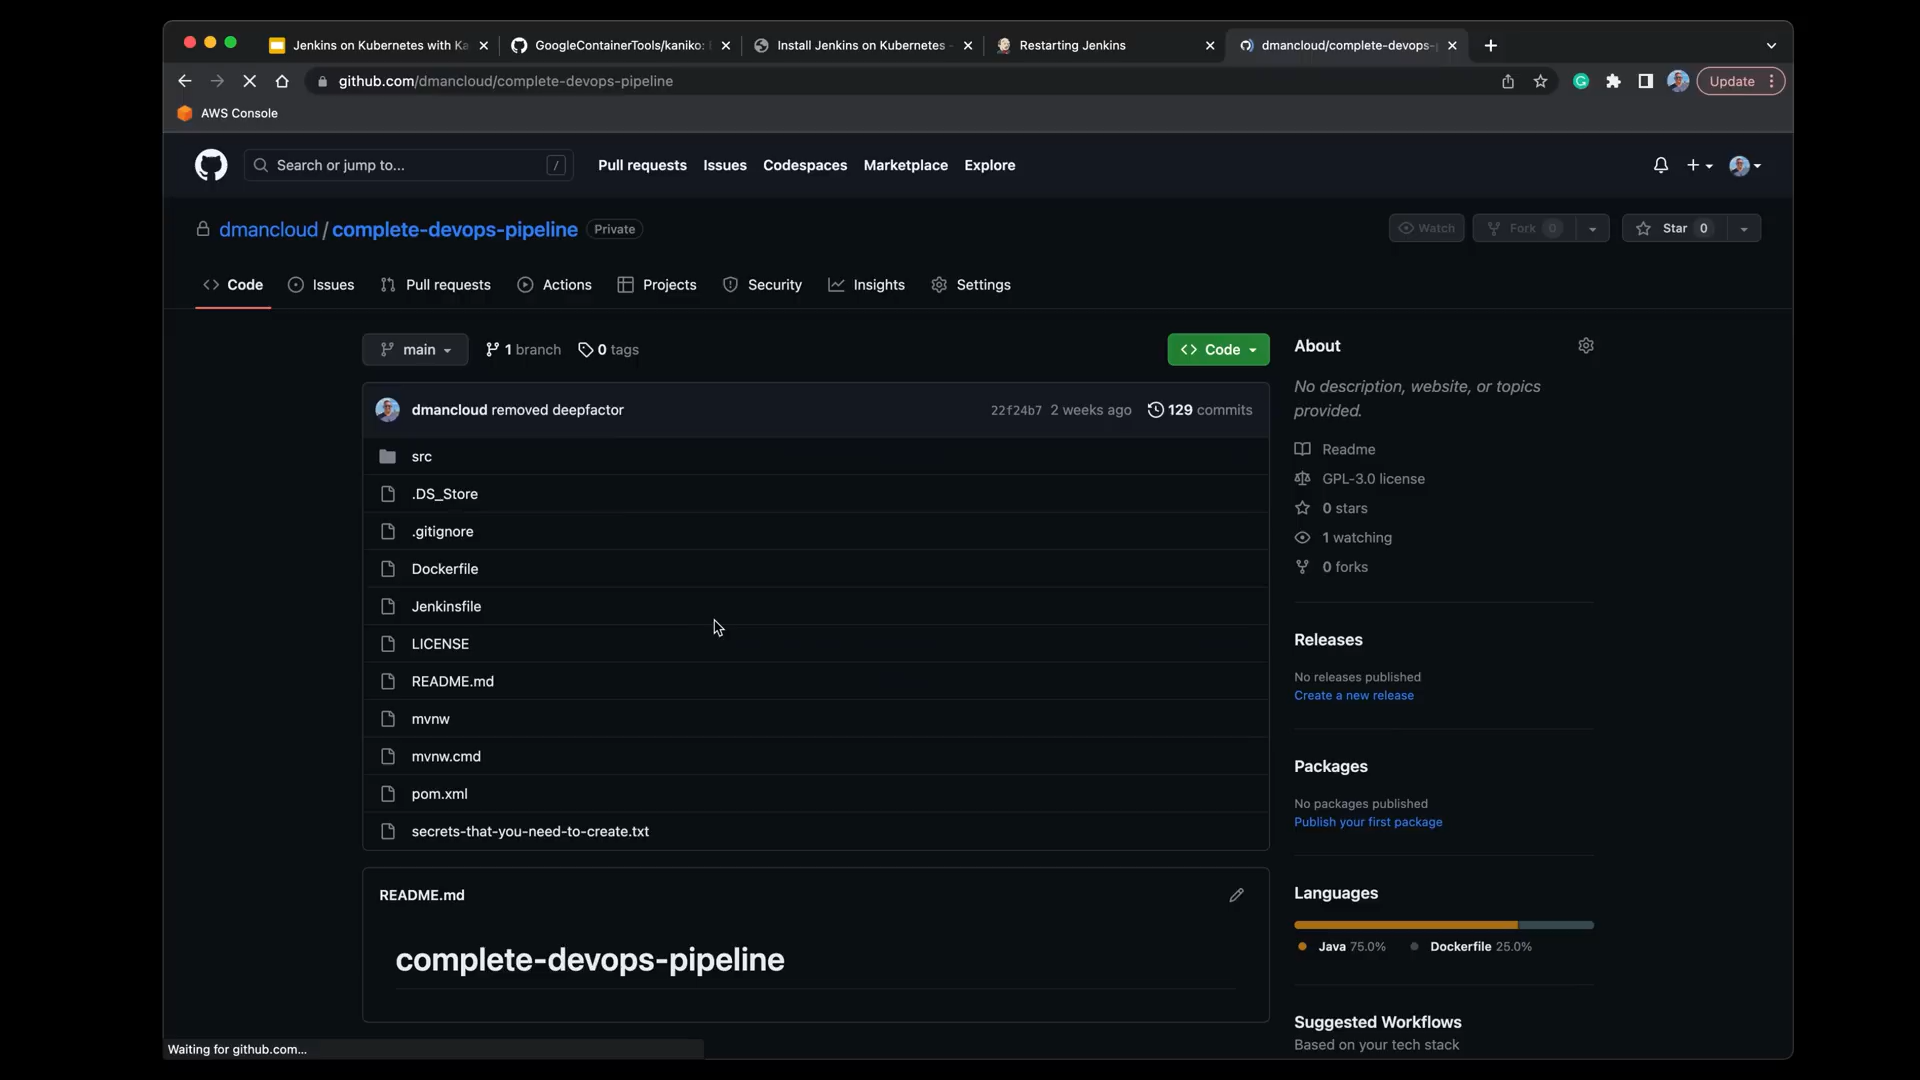 Jenkins on Kubernetes with Ka
GoogleContainerTools/kaniko:
Install Jenkins on Kubernetes
Restarting Jenkins
dmancloud/complete-devops-
github.com/dmancloud/complete-devops-pipeline
Update
AWS Console
Search or jump to...
/
Pull requests
Issues
Codespaces
Marketplace
Explore
dmancloud / complete-devops-pipeline
Private
Watch
Fork 0
Star 0
Code
Issues
Pull requests
Actions
Projects
Security
Insights
Settings
main
1 branch
0 tags
Code
dmancloud removed deepfactor
22f24b7 2 weeks ago
129 commits
src
.DS_Store
.gitignore
Dockerfile
Jenkinsfile
LICENSE
README.md
mvnw
mvnw.cmd
pom.xml
secrets-that-you-need-to-create.txt
README.md
complete-devops-pipeline
About
No description, website, or topics
provided.
Readme
GPL-3.0 license
0 stars
1 watching
0 forks
Releases
No releases published
Create a new release
Packages
No packages published
Publish your first package
Languages
Java 75.0%
Dockerfile 25.0%
Suggested Workflows
Based on your tech stack
Waiting for github.com...